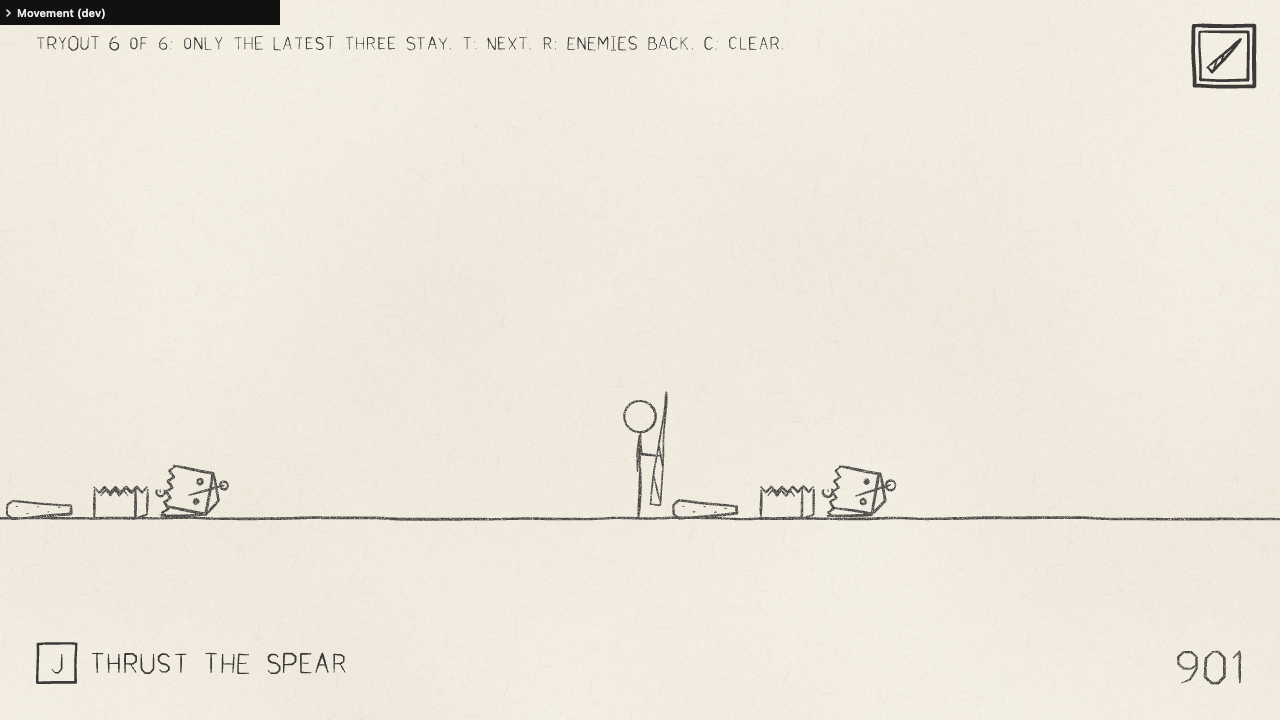 Movement (dev)
TRYOUT 6 OF 6: ONLY THE LATEST THREE STAY. T: NEXT. R: ENEMIES BACK. C: CLEAR.
J THRUST THE SPEAR
901